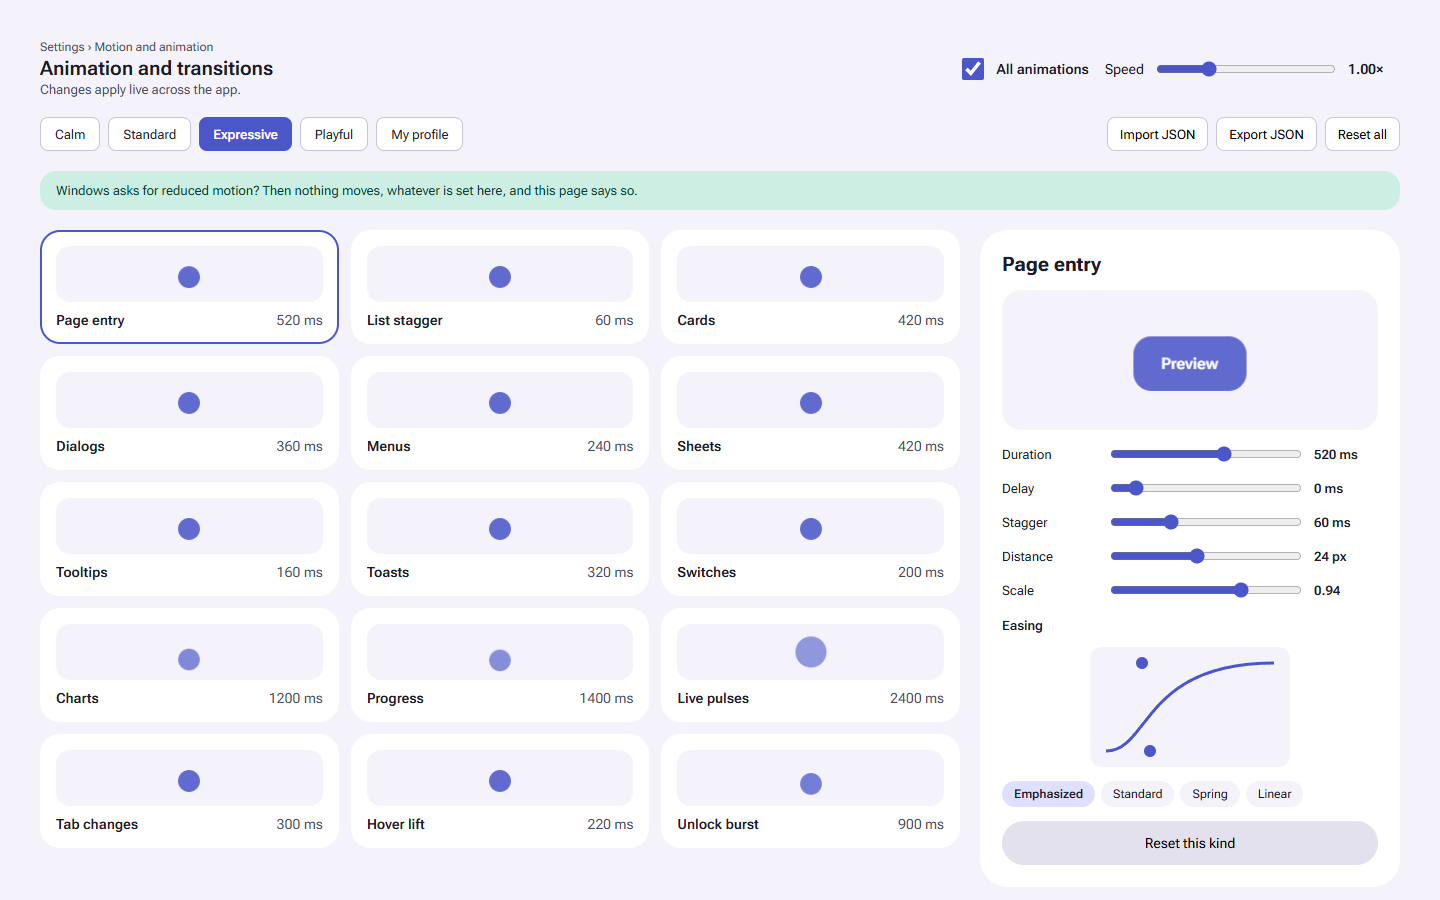 Settings › Motion and animation
Animation and transitions
Changes apply live across the app.
All animations Speed 1.00×
Calm Standard Expressive Playful My profile Import JSON Export JSON Reset all
Windows asks for reduced motion? Then nothing moves, whatever is set here, and this page says so.
Page entry 520 ms
List stagger 60 ms
Cards 420 ms
Dialogs 360 ms
Menus 240 ms
Sheets 420 ms
Tooltips 160 ms
Toasts 320 ms
Switches 200 ms
Charts 1200 ms
Progress 1400 ms
Live pulses 2400 ms
Tab changes 300 ms
Hover lift 220 ms
Unlock burst 900 ms
Page entry
Preview
Duration 520 ms
Delay 0 ms
Stagger 60 ms
Distance 24 px
Scale 0.94
Easing
Emphasized Standard Spring Linear
Reset this kind